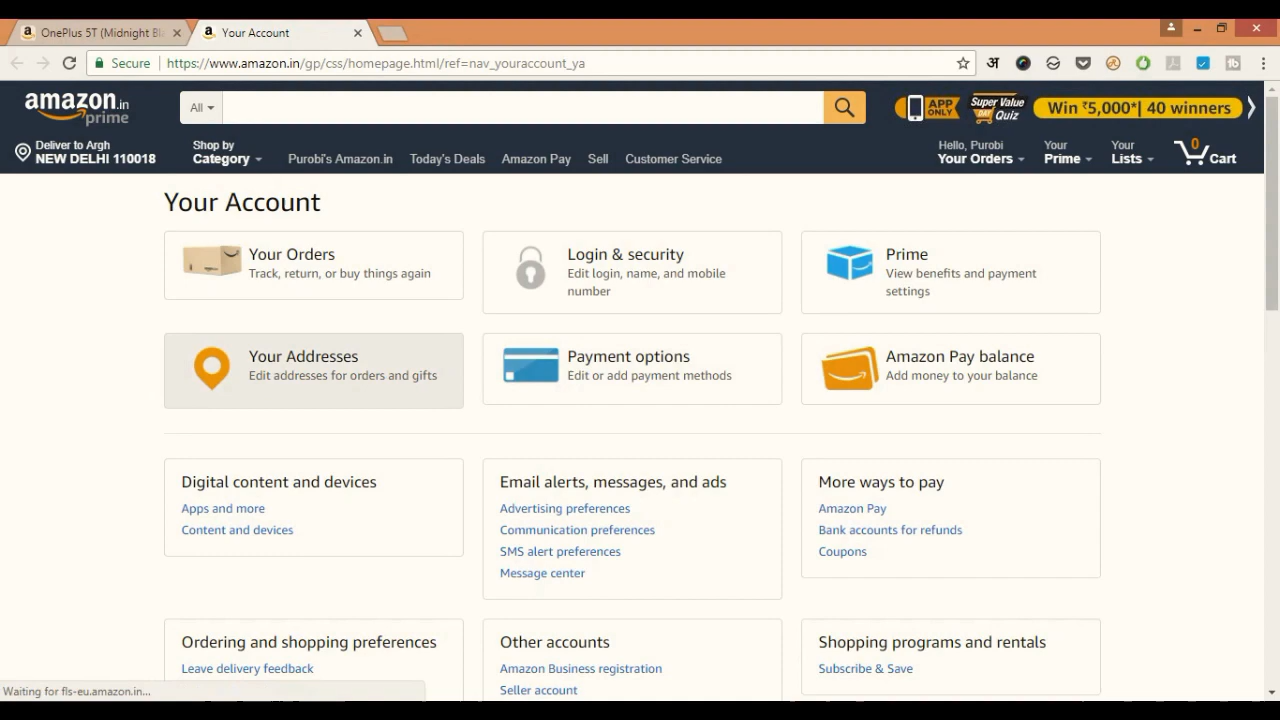 OnePlus 5T (Midnight Bl
Your Account
Secure
https://www.amazon.in/gp/css/homepage.html/ref=nav_youraccount_ya
अ
amazon.in
prime
All
APP ONLY
Super Value DAY Quiz
Win ₹5,000*| 40 winners
Deliver to Argh
NEW DELHI 110018
Shop by
Category
Purobi's Amazon.in
Today's Deals
Amazon Pay
Sell
Customer Service
Hello, Purobi
Your Orders
Your
Prime
Your
Lists
0
Cart
Your Account
Your Orders
Track, return, or buy things again
Login & security
Edit login, name, and mobile
number
Prime
View benefits and payment
settings
Your Addresses
Edit addresses for orders and gifts
Payment options
Edit or add payment methods
Amazon Pay balance
Add money to your balance
Digital content and devices
Apps and more
Content and devices
Email alerts, messages, and ads
Advertising preferences
Communication preferences
SMS alert preferences
Message center
More ways to pay
Amazon Pay
Bank accounts for refunds
Coupons
Ordering and shopping preferences
Leave delivery feedback
Other accounts
Amazon Business registration
Seller account
Shopping programs and rentals
Subscribe & Save
Waiting for fls-eu.amazon.in...